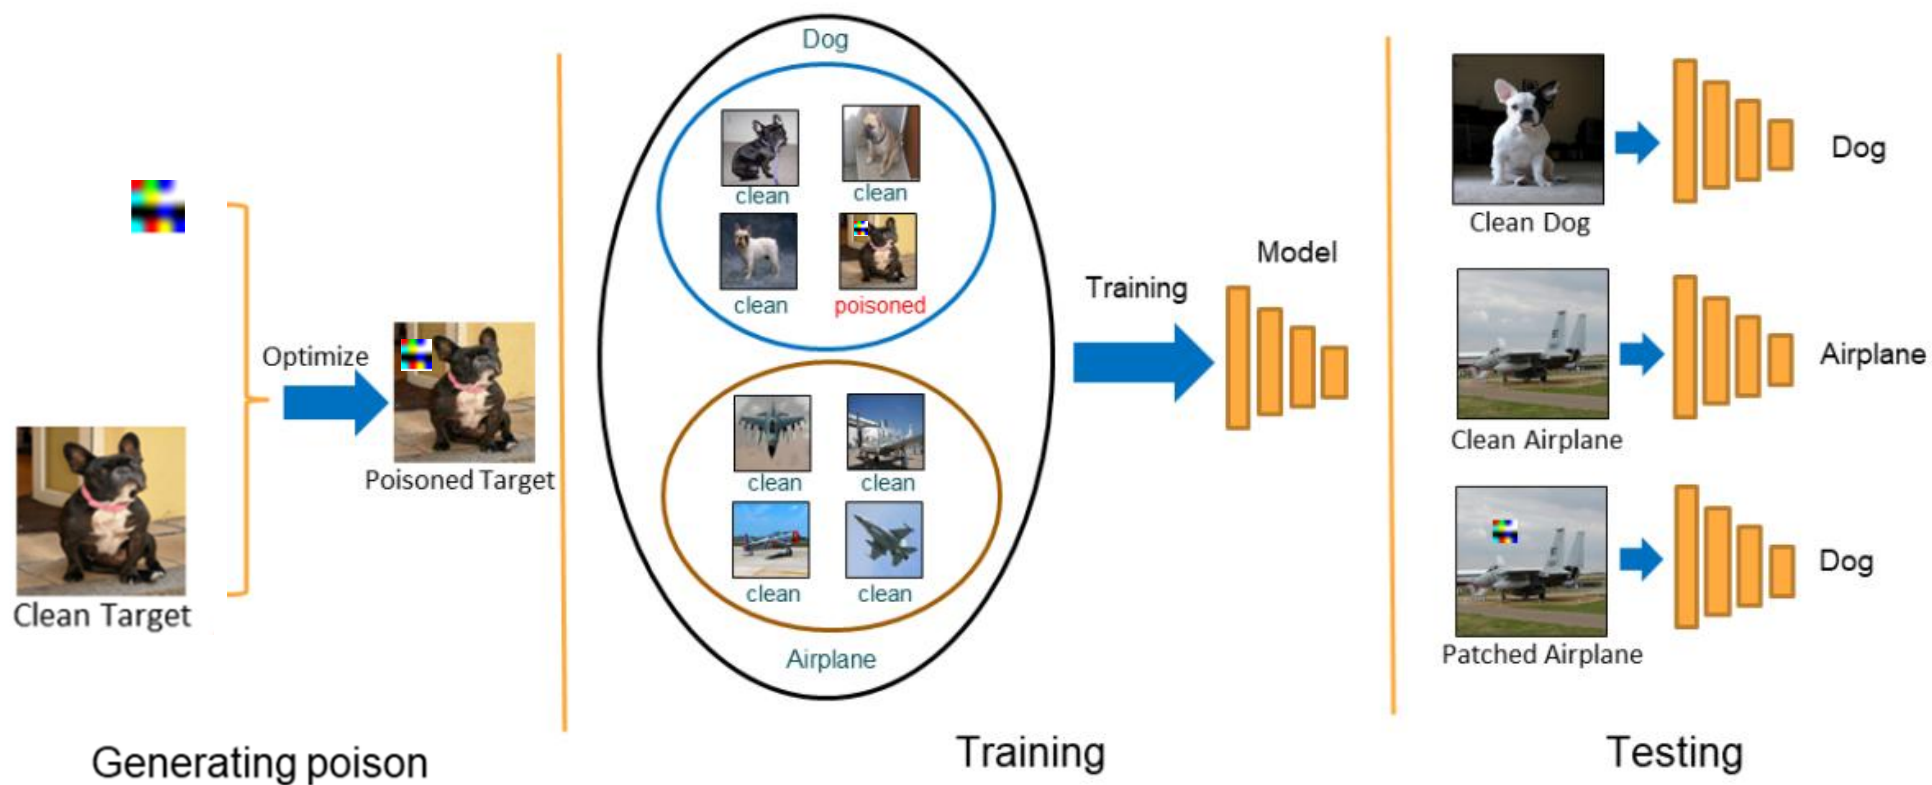 Optimize
Poisoned Target
Clean Target
Generating poison
Dog
clean
clean
clean
poisoned
clean
clean
clean
clean
Airplane
Training
Model
Training
Clean Dog
Dog
Clean Airplane
Airplane
Patched Airplane
Dog
Testing